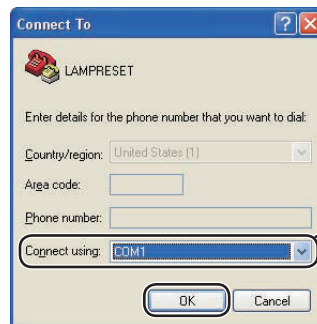 Connect To
LAMPRESET
Enter details for the phone number that you want to dial:
Country/region: United States (1)
Area code:
Phone number:
Connect using: COM1
OK Cancel